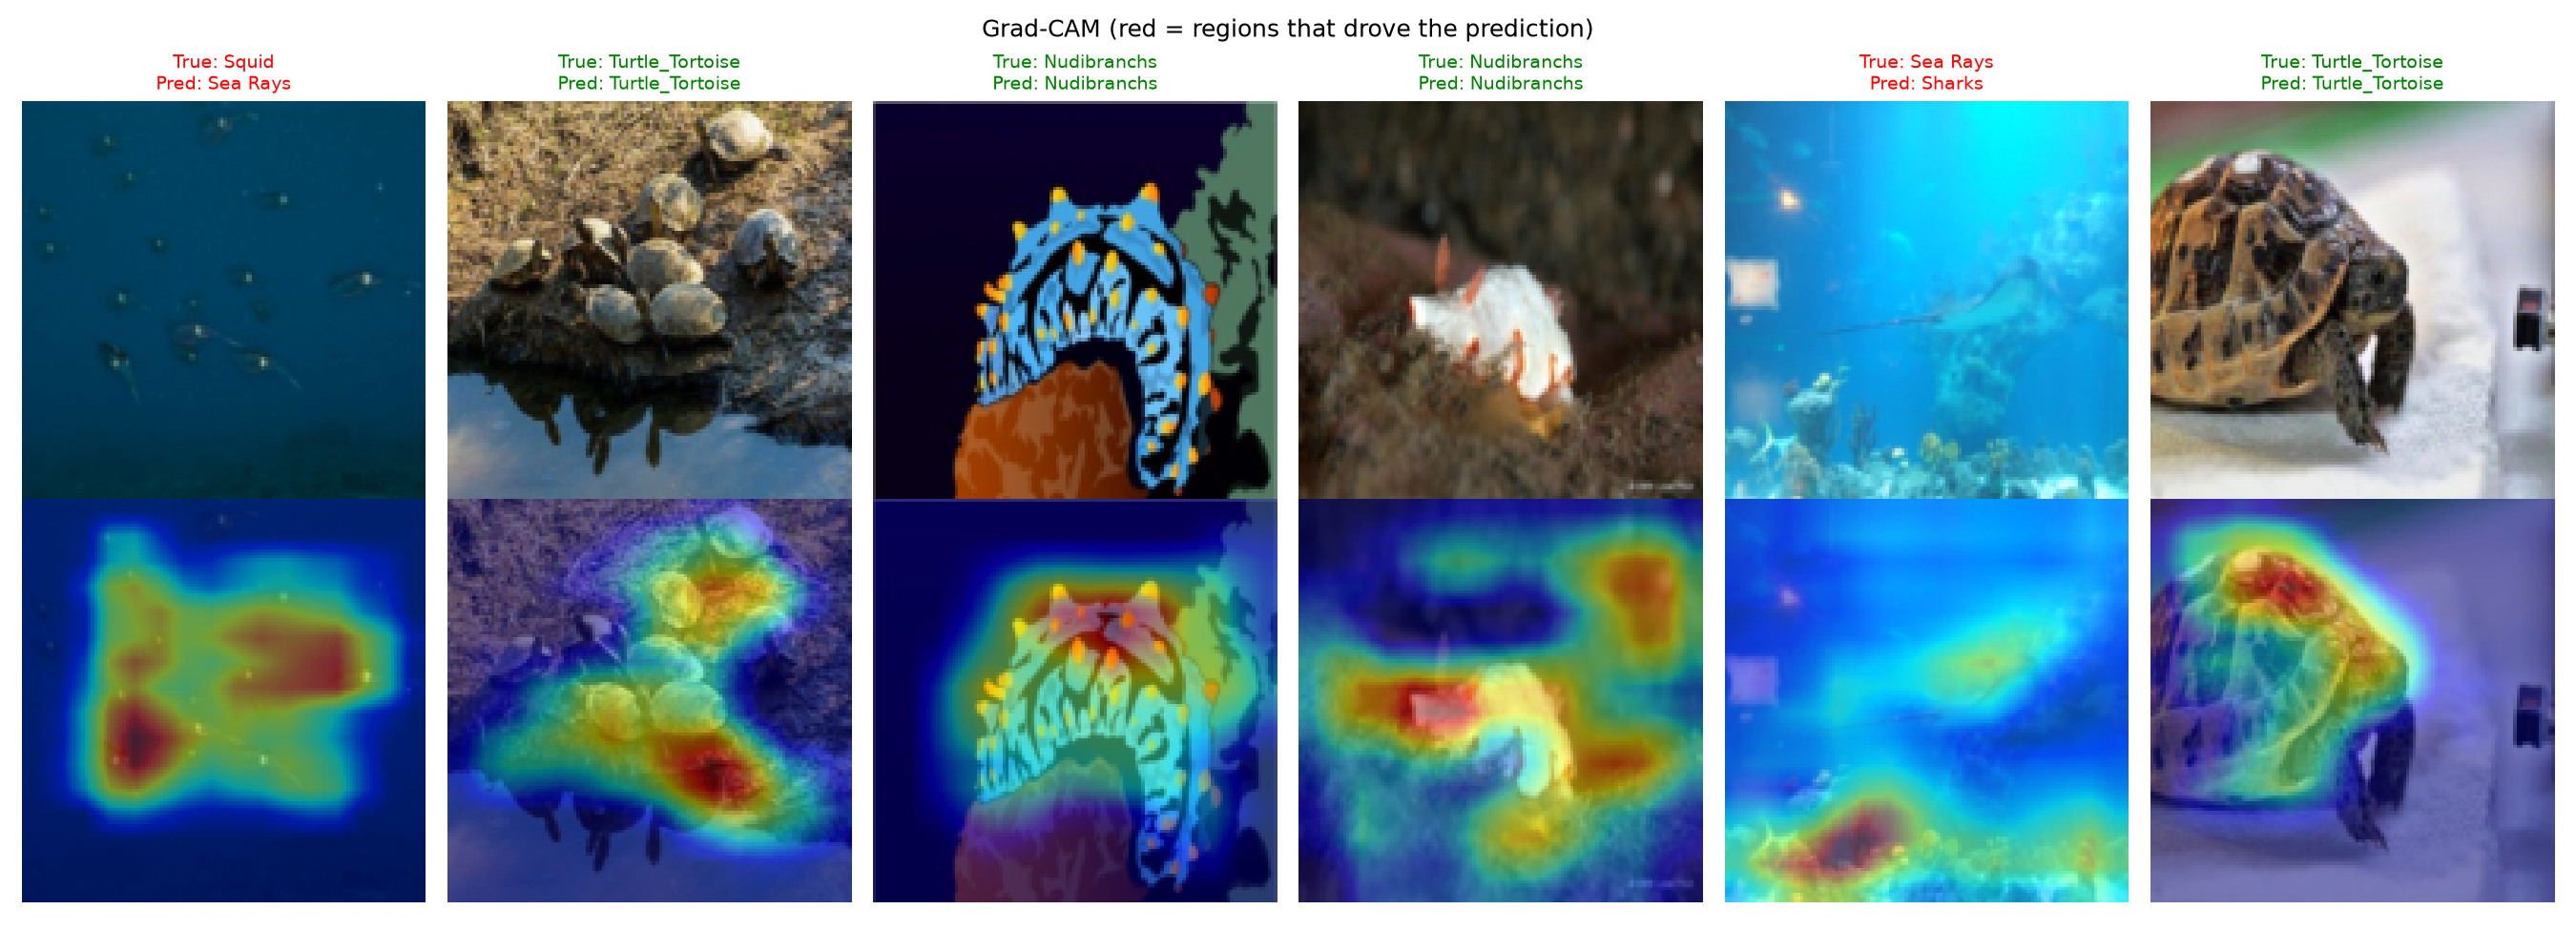 Grad-CAM (red = regions that drove the prediction)
True: Squid
Pred: Sea Rays
True: Turtle_Tortoise
Pred: Turtle_Tortoise
True: Nudibranchs
Pred: Nudibranchs
True: Nudibranchs
Pred: Nudibranchs
True: Sea Rays
Pred: Sharks
True: Turtle_Tortoise
Pred: Turtle_Tortoise